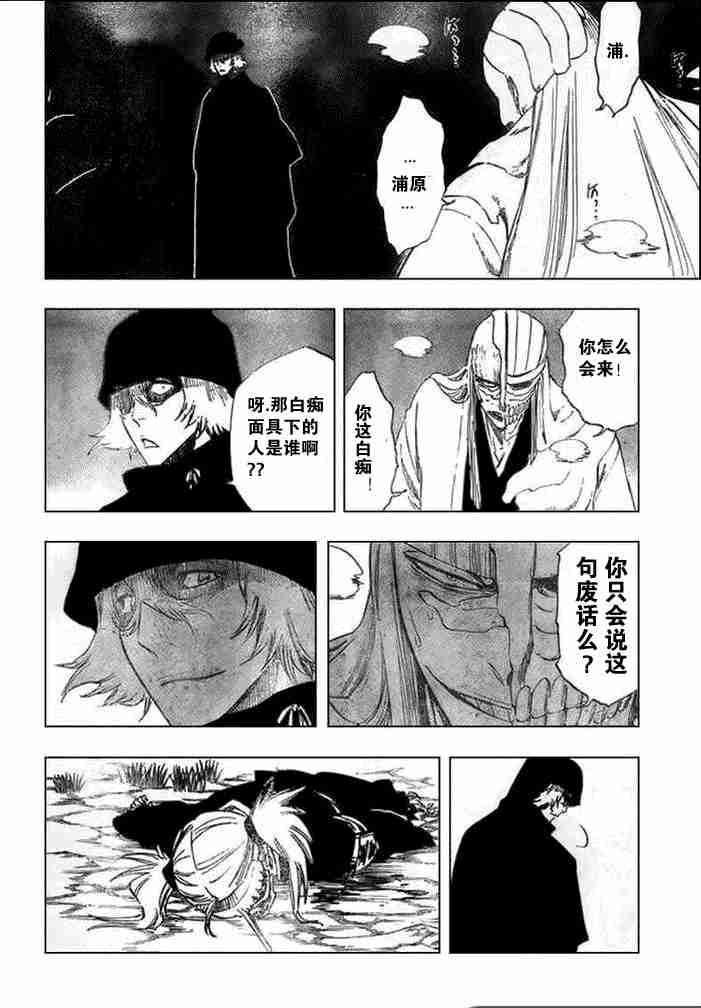 浦.
...
浦原
...
你怎么
会来！
你这白痴！
呀.那白痴
面具下的
人是谁啊
??
你只会说这
句废话么？